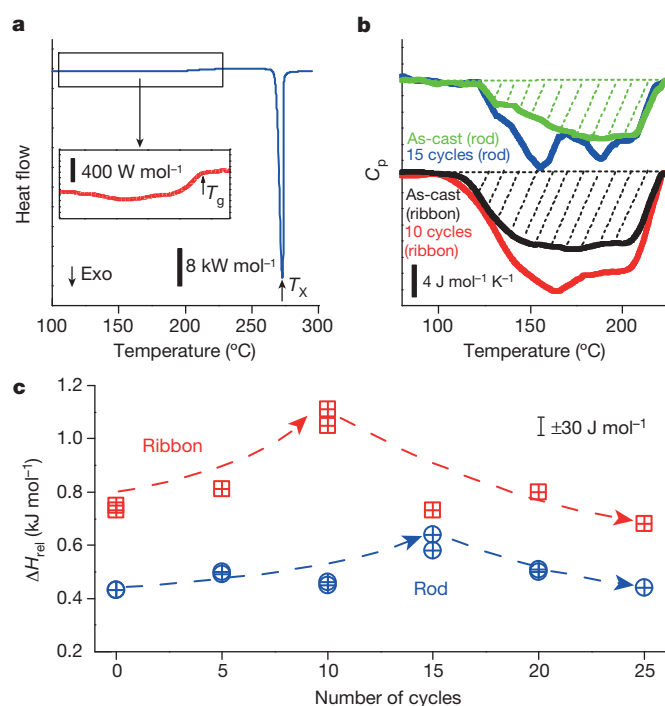 a
Heat flow
400 W mol⁻¹
T_g
8 kW mol⁻¹
Exo
T_X
100 150 200 250 300
Temperature (°C)
b
C_p
As-cast (rod)
15 cycles (rod)
As-cast
(ribbon)
10 cycles
(ribbon)
4 J mol⁻¹ K⁻¹
100 150 200
Temperature (°C)
c
ΔH_rel (kJ mol⁻¹)
1.2
1.0
0.8
0.6
0.4
0.2
Ribbon
±30 J mol⁻¹
Rod
0 5 10 15 20 25
Number of cycles